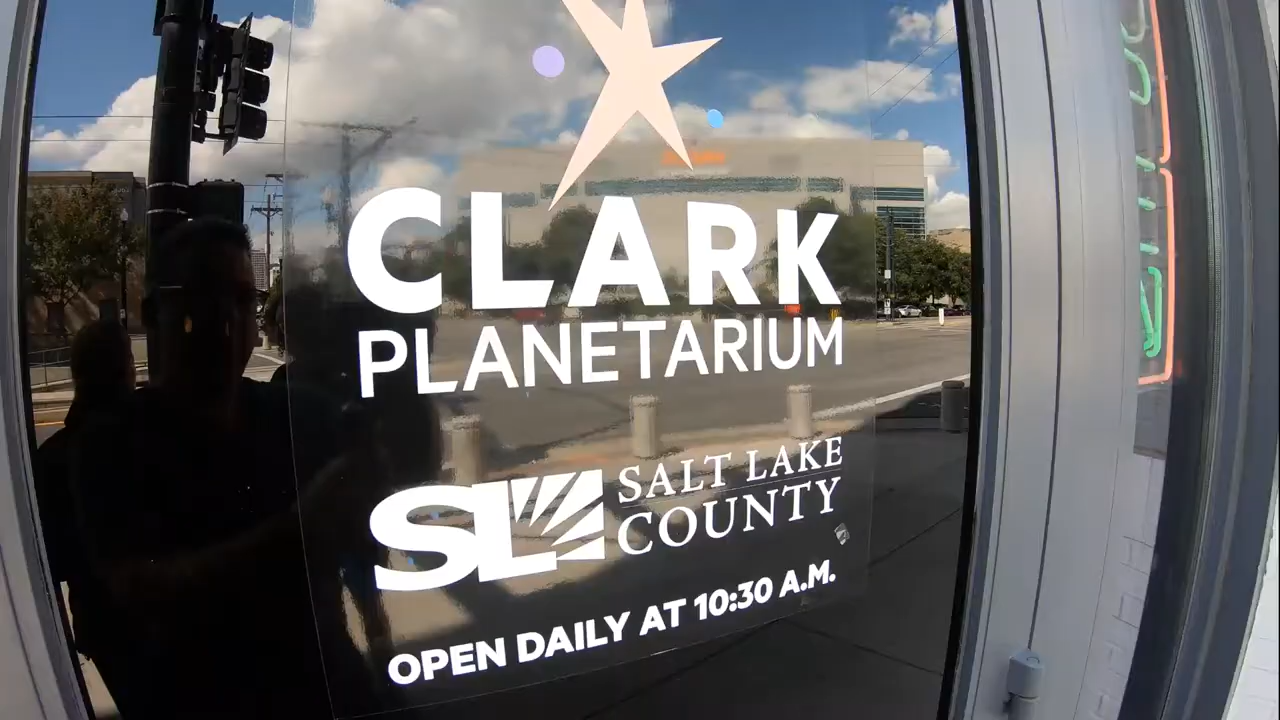 CLARK
PLANETARIUM
SL
SALT LAKE
COUNTY
OPEN DAILY AT 10:30 A.M.